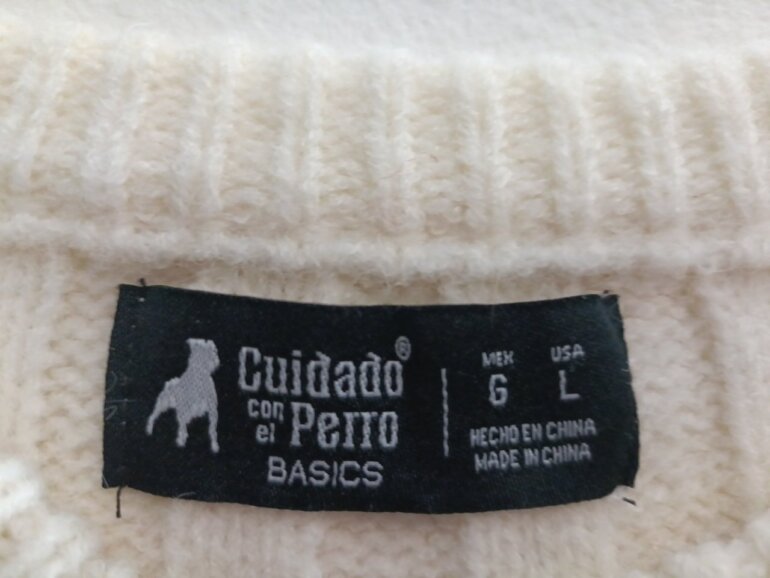 Cuidado®
con el Perro
BASICS
MEX USA
G L
HECHO EN CHINA
MADE IN CHINA